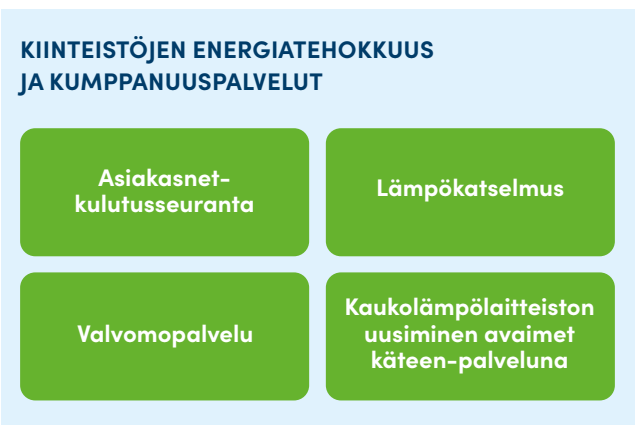 KIINTEISTÖJEN ENERGIATEHOKKUUS
JA KUMPPANUUSPALVELUT
Asiakasnet-
kulutusseuranta
Lämpökatselmus
Valvomopalvelu
Kaukolämpölaitteiston
uusiminen avaimet
käteen-palveluna